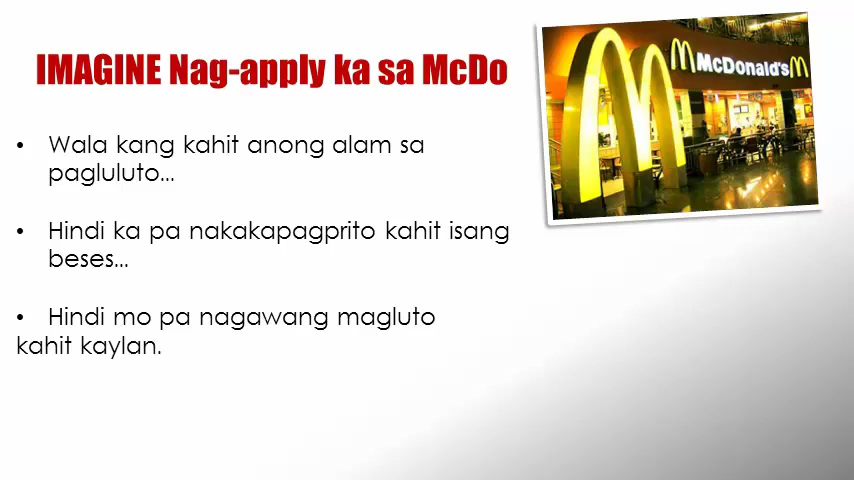 IMAGINE Nag-apply ka sa McDo
McDonald's
• Wala kang kahit anong alam sa
pagluluto...
• Hindi ka pa nakakapagprito kahit isang
beses...
• Hindi mo pa nagawang magluto
kahit kaylan.